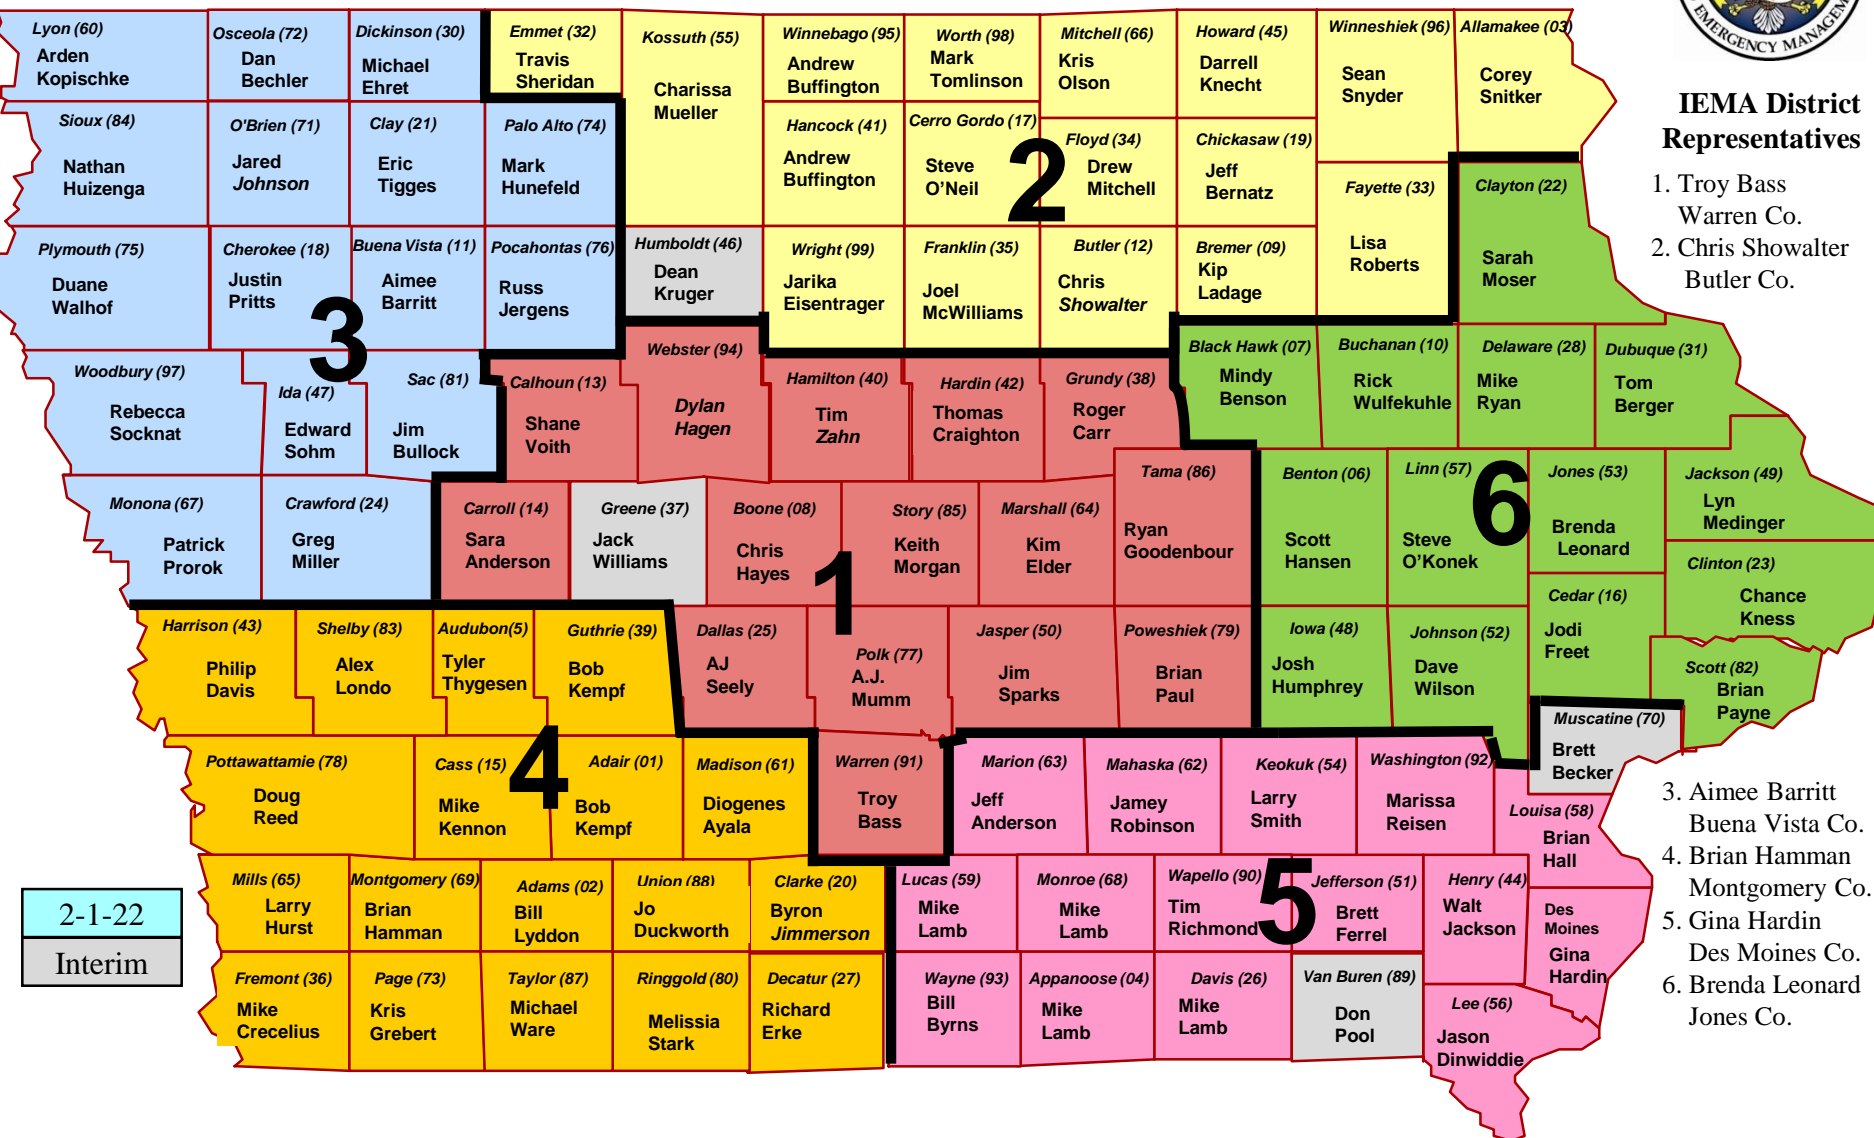 EMERGENCY MANAGEM
IEMA District
Representatives
1. Troy Bass
Warren Co.
2. Chris Showalter
Butler Co.
3. Aimee Barritt
Buena Vista Co.
4. Brian Hamman
Montgomery Co.
5. Gina Hardin
Des Moines Co.
6. Brenda Leonard
Jones Co.
Lyon (60)
Arden
Kopischke
Osceola (72)
Dan
Bechler
Dickinson (30)
Michael
Ehret
Emmet (32)
Travis
Sheridan
Kossuth (55)
Charissa
Mueller
Winnebago (95)
Andrew
Buffington
Worth (98)
Mark
Tomlinson
Mitchell (66)
Kris
Olson
Howard (45)
Darrell
Knecht
Winneshiek (96)
Sean
Snyder
Allamakee (03)
Corey
Snitker
Sioux (84)
Nathan
Huizenga
O'Brien (71)
Jared
Johnson
Clay (21)
Eric
Tigges
Palo Alto (74)
Mark
Hunefeld
Hancock (41)
Andrew
Buffington
Cerro Gordo (17)
Steve
O’Neil
2
Floyd (34)
Drew
Mitchell
Chickasaw (19)
Jeff
Bernatz
Fayette (33)
Lisa
Roberts
Clayton (22)
Sarah
Moser
Plymouth (75)
Duane
Walhof
Cherokee (18)
Justin
Pritts
3
Buena Vista (11)
Aimee
Barritt
Pocahontas (76)
Russ
Jergens
Humboldt (46)
Dean
Kruger
Wright (99)
Jarika
Eisentrager
Franklin (35)
Joel
McWilliams
Butler (12)
Chris
Showalter
Bremer (09)
Kip
Ladage
Woodbury (97)
Rebecca
Socknat
Ida (47)
Edward
Sohm
Sac (81)
Jim
Bullock
Calhoun (13)
Shane
Voith
Webster (94)
Dylan
Hagen
Hamilton (40)
Tim
Zahn
Hardin (42)
Thomas
Craighton
Grundy (38)
Roger
Carr
Black Hawk (07)
Mindy
Benson
Buchanan (10)
Rick
Wulfekuhle
Delaware (28)
Mike
Ryan
Dubuque (31)
Tom
Berger
Monona (67)
Patrick
Prorok
Crawford (24)
Greg
Miller
Carroll (14)
Sara
Anderson
Greene (37)
Jack
Williams
Boone (08)
Chris
Hayes
1
Story (85)
Keith
Morgan
Marshall (64)
Kim
Elder
Tama (86)
Ryan
Goodenbour
Benton (06)
Scott
Hansen
Linn (57)
Steve
O’Konek
6
Jones (53)
Brenda
Leonard
Jackson (49)
Lyn
Medinger
Clinton (23)
Chance
Kness
Harrison (43)
Philip
Davis
Shelby (83)
Alex
Londo
Audubon(5)
Tyler
Thygesen
Guthrie (39)
Bob
Kempf
Dallas (25)
AJ
Seely
Polk (77)
A.J.
Mumm
Jasper (50)
Jim
Sparks
Poweshiek (79)
Brian
Paul
Iowa (48)
Josh
Humphrey
Johnson (52)
Dave
Wilson
Cedar (16)
Jodi
Freet
Scott (82)
Brian
Payne
Muscatine (70)
Brett
Becker
Pottawattamie (78)
Doug
Reed
Cass (15)
Mike
Kennon
4
Adair (01)
Bob
Kempf
Madison (61)
Diogenes
Ayala
Warren (91)
Troy
Bass
Marion (63)
Jeff
Anderson
Mahaska (62)
Jamey
Robinson
Keokuk (54)
Larry
Smith
Washington (92)
Marissa
Reisen
Louisa (58)
Brian
Hall
Mills (65)
Larry
Hurst
Montgomery (69)
Brian
Hamman
Adams (02)
Bill
Lyddon
Union (88)
Jo
Duckworth
Clarke (20)
Byron
Jimmerson
Lucas (59)
Mike
Lamb
Monroe (68)
Mike
Lamb
Wapello (90)
Tim
Richmond
5
Jefferson (51)
Brett
Ferrel
Henry (44)
Walt
Jackson
Des
Moines
Gina
Hardin
Fremont (36)
Mike
Crecelius
Page (73)
Kris
Grebert
Taylor (87)
Michael
Ware
Ringgold (80)
Melissia
Stark
Decatur (27)
Richard
Erke
Wayne (93)
Bill
Byrns
Appanoose (04)
Mike
Lamb
Davis (26)
Mike
Lamb
Van Buren (89)
Don
Pool
Lee (56)
Jason
Dinwiddie
2-1-22
Interim